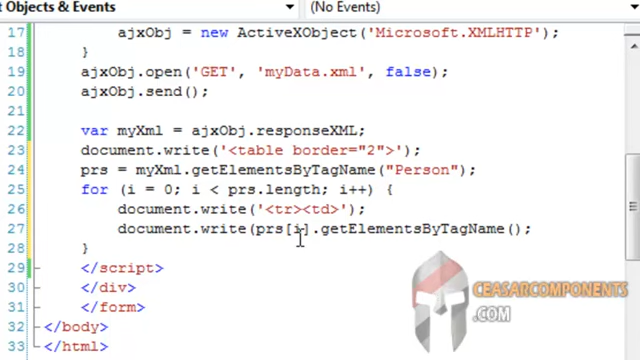 t Objects & Events (No Events)
17 ajxObj = new ActiveXObject('Microsoft.XMLHTTP');
18 }
19 ajxObj.open('GET', 'myData.xml', false);
20 ajxObj.send();
21
22 var myXml = ajxObj.responseXML;
23 document.write('<table border="2">');
24 prs = myXml.getElementsByTagName("Person");
25 for (i = 0; i < prs.length; i++) {
26 document.write('<tr><td>');
27 document.write(prs[i].getElementsByTagName();
28 }
29 </script>
30 </div>
31 </form>
32 </body>
33 </html>
CEASARCOMPONENTS
.COM